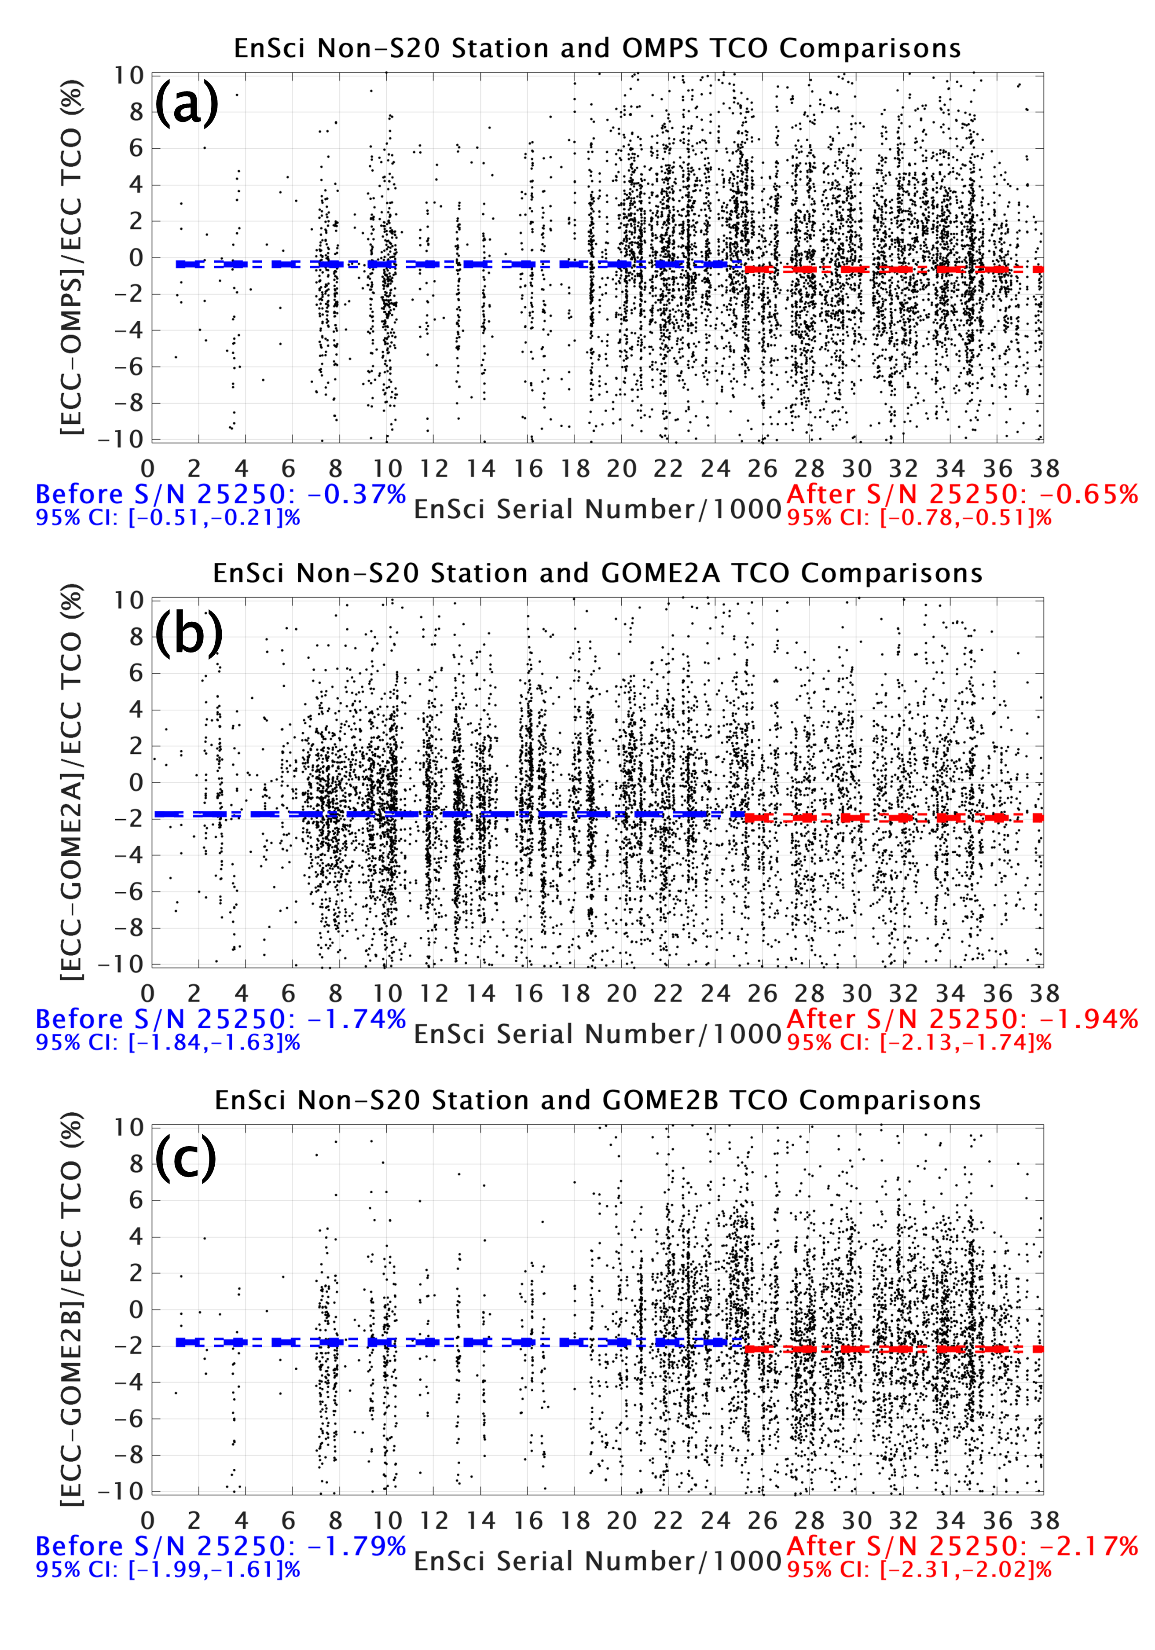 EnSci Non-S20 Station and OMPS TCO Comparisons
(a)
[ECC-OMPS]/ECC TCO (%)
10
8
6
4
2
0
-2
-4
-6
-8
-10
0 2 4 6 8 10 12 14 16 18 20 22 24 26 28 30 32 34 36 38
Before S/N 25250: -0.37%
95% CI: [-0.51,-0.21]%
EnSci Serial Number/1000
After S/N 25250: -0.65%
95% CI: [-0.78,-0.51]%
EnSci Non-S20 Station and GOME2A TCO Comparisons
(b)
[ECC-GOME2A]/ECC TCO (%)
10
8
6
4
2
0
-2
-4
-6
-8
-10
0 2 4 6 8 10 12 14 16 18 20 22 24 26 28 30 32 34 36 38
Before S/N 25250: -1.74%
95% CI: [-1.84,-1.63]%
EnSci Serial Number/1000
After S/N 25250: -1.94%
95% CI: [-2.13,-1.74]%
EnSci Non-S20 Station and GOME2B TCO Comparisons
(c)
[ECC-GOME2B]/ECC TCO (%)
10
8
6
4
2
0
-2
-4
-6
-8
-10
0 2 4 6 8 10 12 14 16 18 20 22 24 26 28 30 32 34 36 38
Before S/N 25250: -1.79%
95% CI: [-1.99,-1.61]%
EnSci Serial Number/1000
After S/N 25250: -2.17%
95% CI: [-2.31,-2.02]%